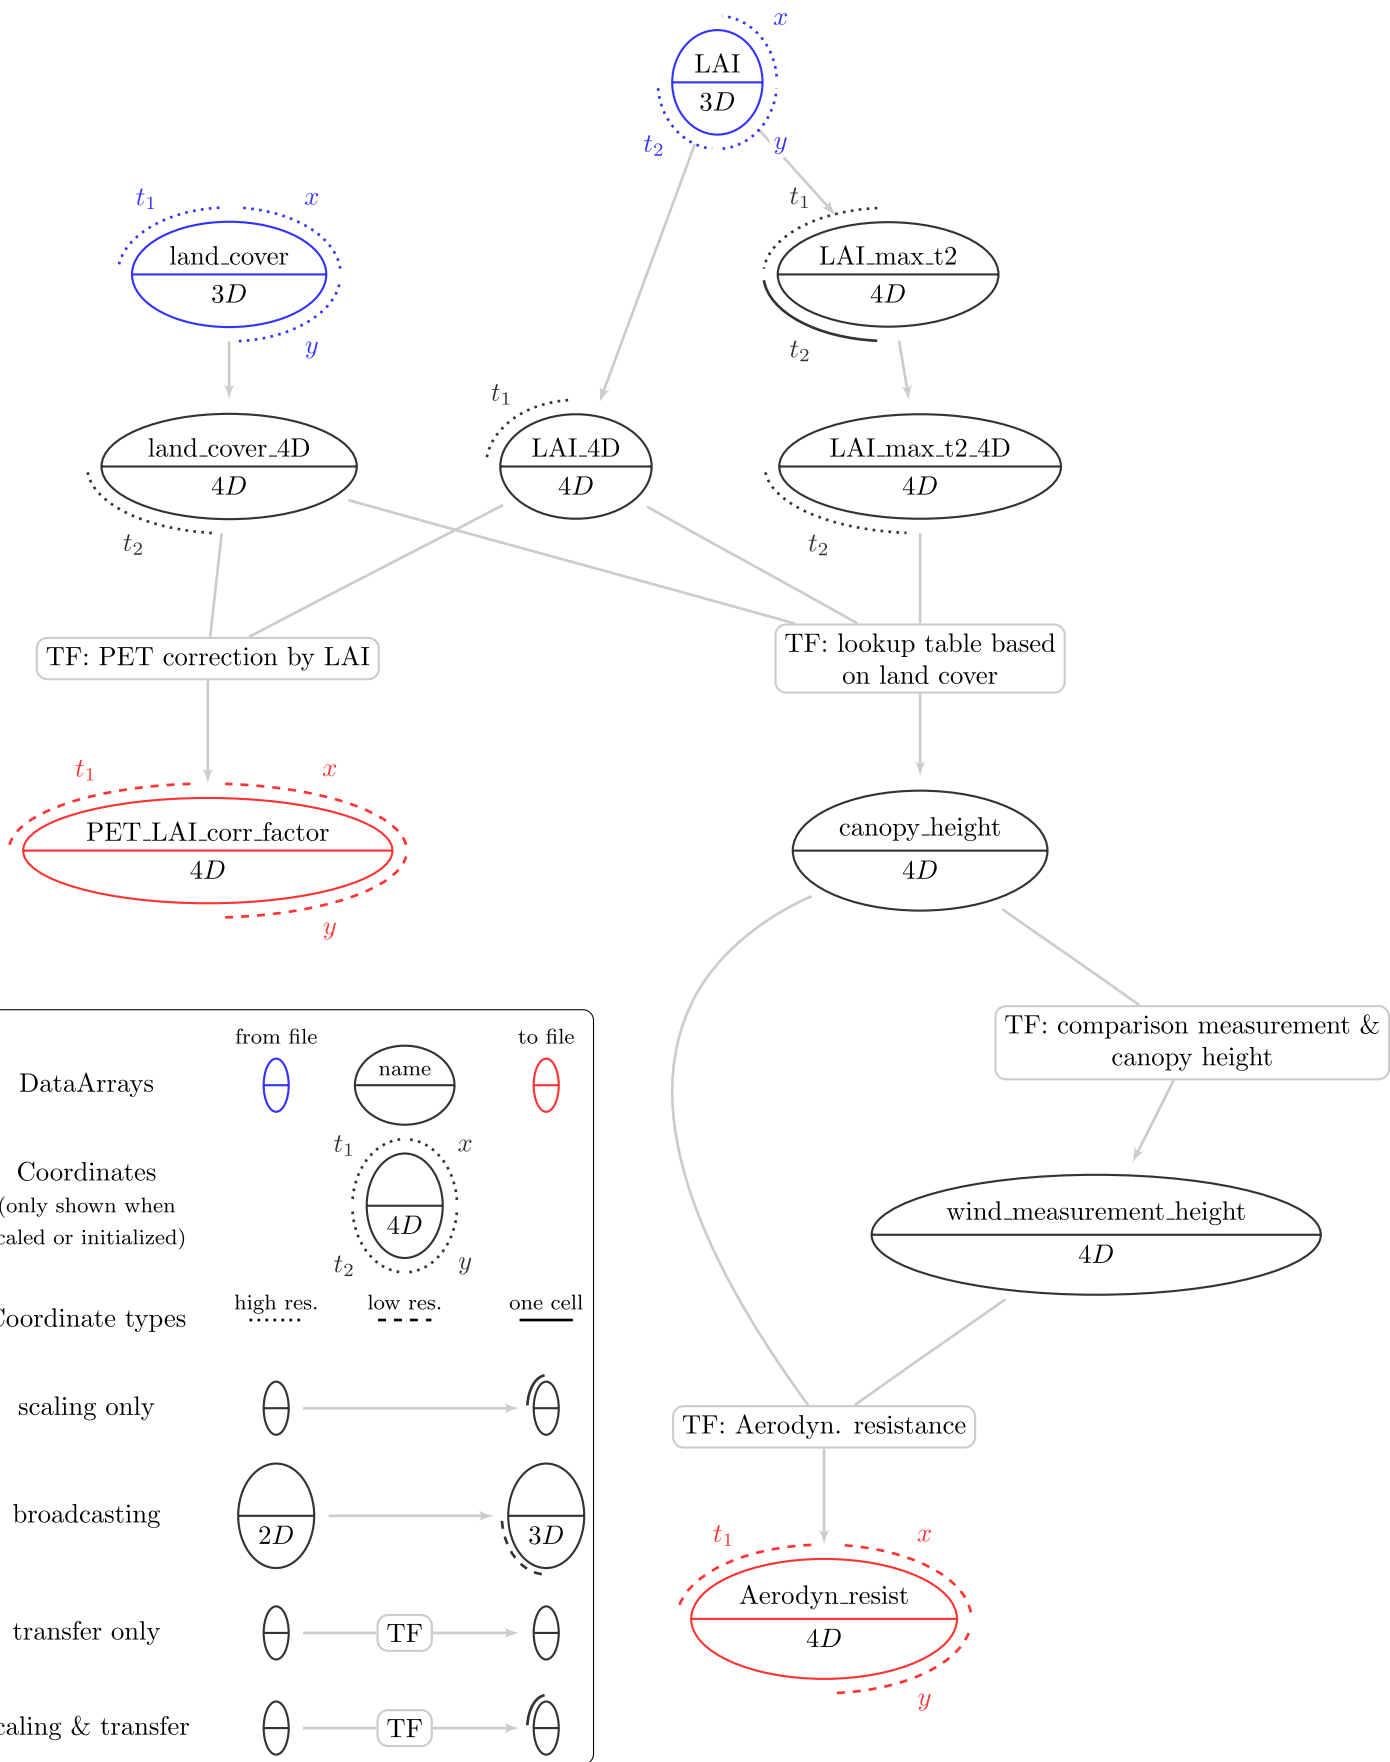 x
LAI
3D
t2
y
t1
x
land_cover
3D
y
t1
LAI_max_t2
4D
t2
land_cover_4D
4D
t2
t1
LAI_4D
4D
LAI_max_t2_4D
4D
t2
TF: PET correction by LAI
TF: lookup table based
on land cover
t1
x
PET_LAI_corr_factor
4D
y
canopy_height
4D
TF: comparison measurement &
canopy height
wind_measurement_height
4D
TF: Aerodyn. resistance
t1
x
Aerodyn_resist
4D
y
from file
to file
DataArrays
name
t1
x
Coordinates
(only shown when
caled or initialized)
4D
t2
y
high res.
low res.
one cell
Coordinate types
scaling only
broadcasting
2D
3D
transfer only
TF
caling & transfer
TF